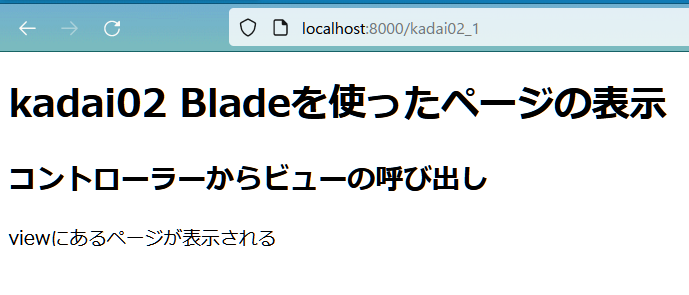 localhost:8000/kadai02_1
kadai02 Bladeを使ったページの表示
コントローラーからビューの呼び出し
viewにあるページが表示される